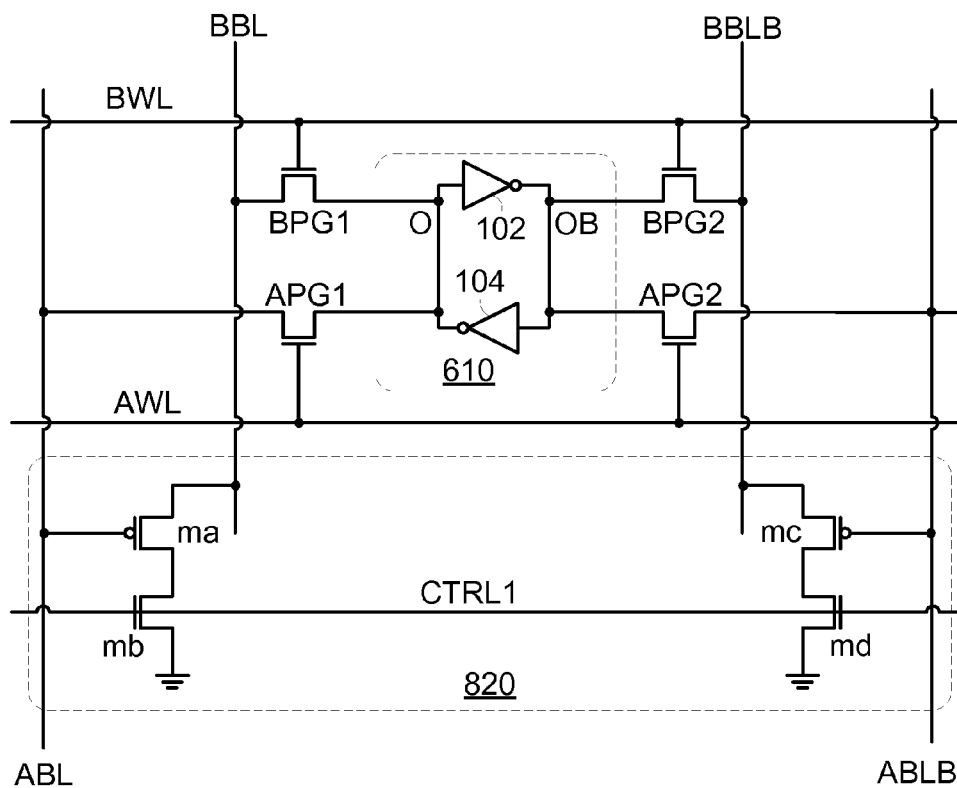 BBL
BBLB
BWL
BPG1
O
102
OB
BPG2
APG1
104
APG2
610
AWL
ma
mc
CTRL1
mb
md
820
ABL
ABLB